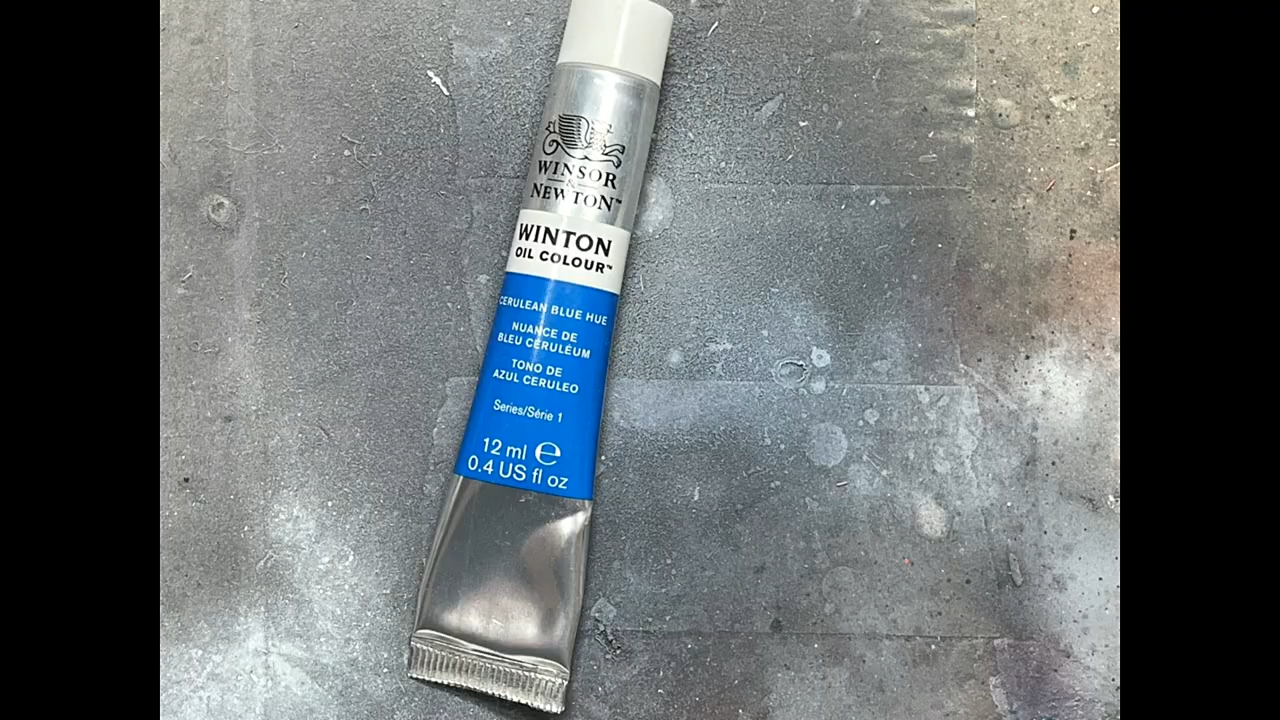 WINSOR
&
NEWTON™
WINTON
OIL COLOUR™
CERULEAN BLUE HUE
NUANCE DE
BLEU CERULÉUM
TONO DE
AZUL CERULEO
Series/Série 1
12 ml ℮
0.4 US fl oz